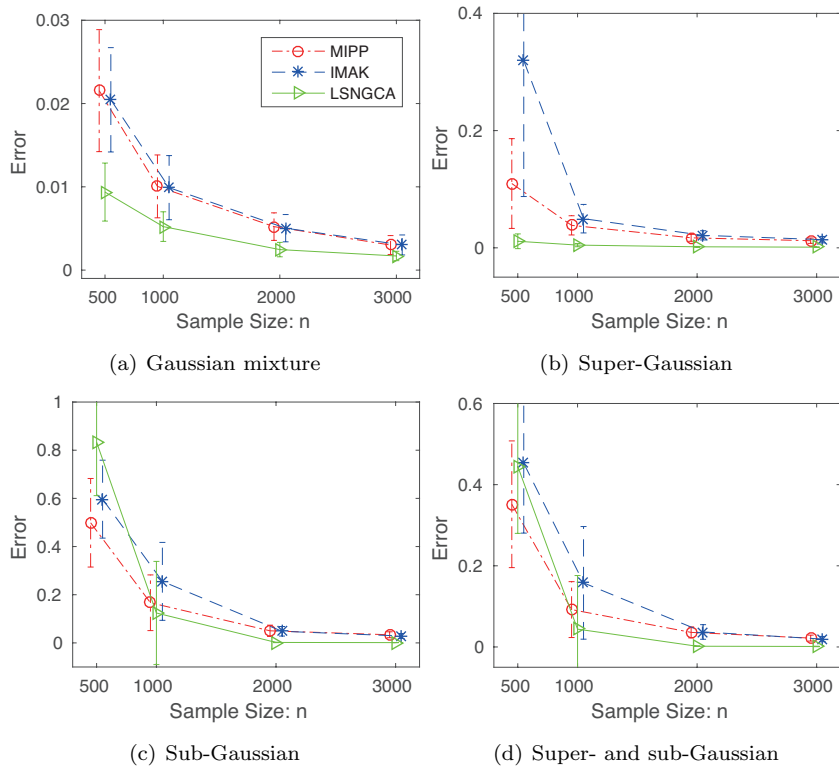 0.03
0.02
0.01
0
Error
MIPP
IMAK
LSNGCA
500 1000 2000 3000
Sample Size: n
(a) Gaussian mixture
0.4
0.2
0
Error
500 1000 2000 3000
Sample Size: n
(b) Super-Gaussian
1
0.8
0.6
0.4
0.2
0
Error
500 1000 2000 3000
Sample Size: n
(c) Sub-Gaussian
0.6
0.4
0.2
0
Error
500 1000 2000 3000
Sample Size: n
(d) Super- and sub-Gaussian